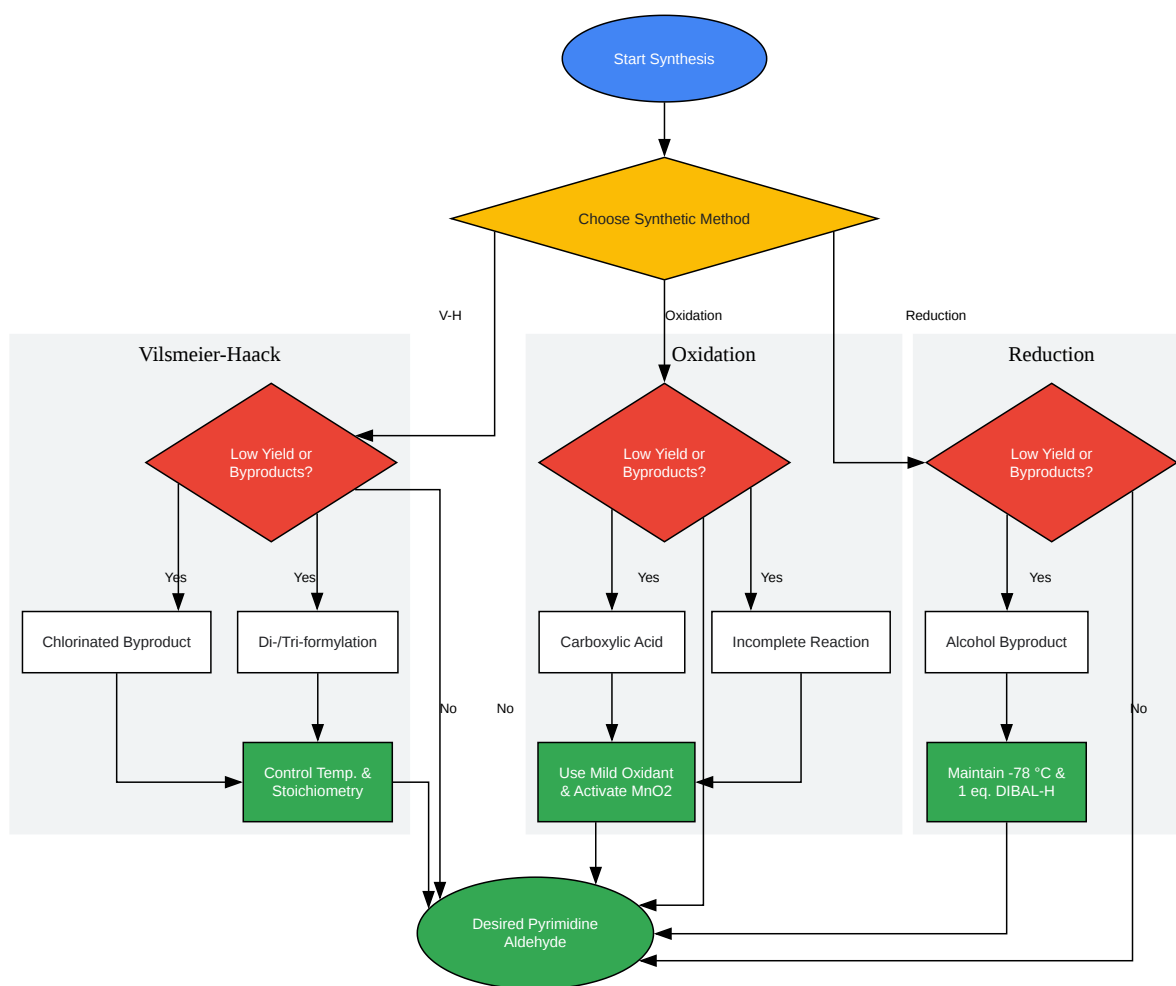 Start Synthesis
Choose Synthetic Method
V-H
Oxidation
Reduction
Vilsmeier-Haack
Oxidation
Reduction
Low Yield or
Byproducts?
Low Yield or
Byproducts?
Low Yield or
Byproducts?
Yes
Yes
Yes
Yes
Yes
Chlorinated Byproduct
Di-/Tri-formylation
Carboxylic Acid
Incomplete Reaction
Alcohol Byproduct
No
No
No
Control Temp. &
Stoichiometry
Use Mild Oxidant
& Activate MnO2
Maintain -78 °C &
1 eq. DIBAL-H
Desired Pyrimidine
Aldehyde